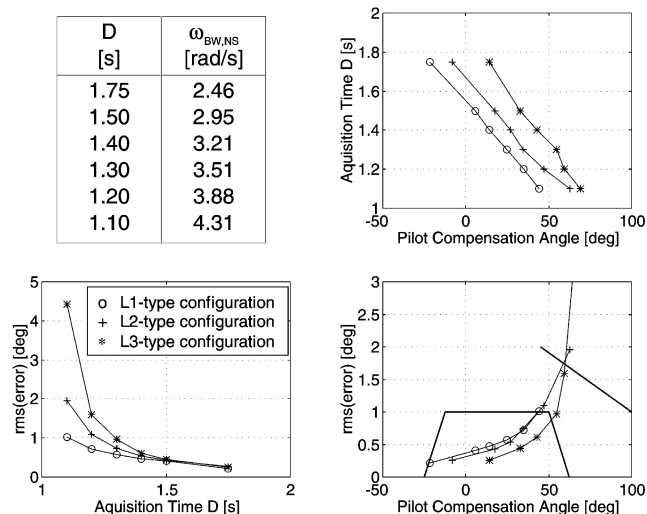 D ω_BW,NS
[s] [rad/s]
1.75 2.46
1.50 2.95
1.40 3.21
1.30 3.51
1.20 3.88
1.10 4.31
Aquisition Time D [s]
2
1.8
1.6
1.4
1.2
1
-50 0 50 100
Pilot Compensation Angle [deg]
rms(error) [deg]
5
4
3
2
1
0
L1-type configuration
L2-type configuration
L3-type configuration
1 1.5 2
Aquisition Time D [s]
rms(error) [deg]
3
2
1.5
1
0.5
0
-50 0 50 100
Pilot Compensation Angle [deg]